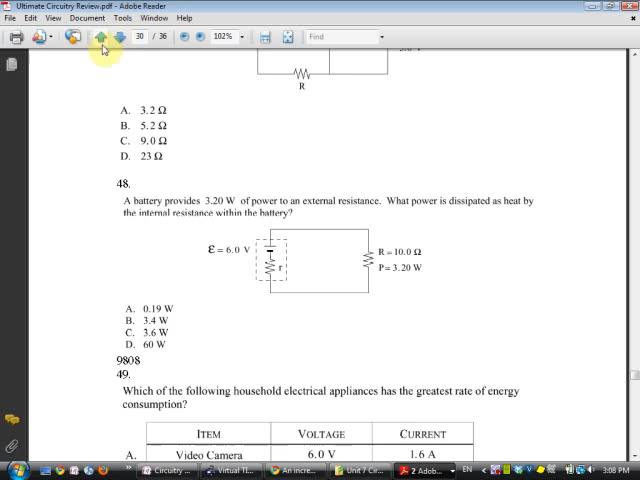 Ultimate Circuitry Review.pdf - Adobe Reader
File Edit View Document Tools Window Help
30 / 36 102% Find
R
A. 3.2 Ω
B. 5.2 Ω
C. 9.0 Ω
D. 23 Ω
48.
A battery provides 3.20 W of power to an external resistance. What power is dissipated as heat by
the internal resistance within the battery?
ε = 6.0 V
r
R = 10.0 Ω
P = 3.20 W
A. 0.19 W
B. 3.4 W
C. 3.6 W
D. 60 W
9808
49.
Which of the following household electrical appliances has the greatest rate of energy
consumption?
ITEM VOLTAGE CURRENT
A. Video Camera 6.0 V 1.6 A
Circuitry ... Virtual TI... An incre... Unit 7 Cir... 2 Adob... EN 3:08 PM